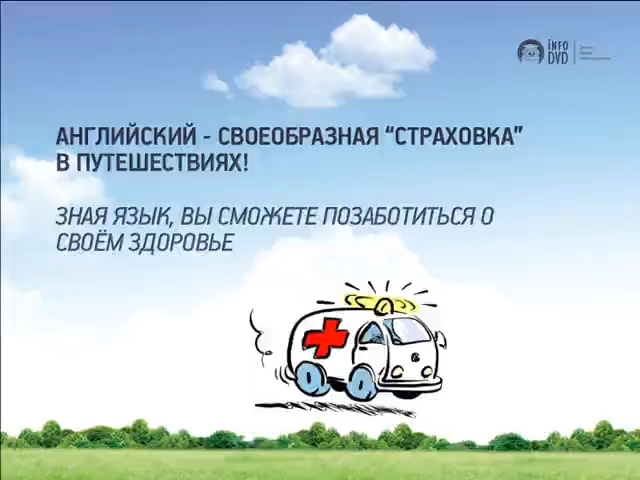 INFO
DVD
АНГЛИЙСКИЙ - СВОЕОБРАЗНАЯ “СТРАХОВКА”
В ПУТЕШЕСТВИЯХ!
ЗНАЯ ЯЗЫК, ВЫ СМОЖЕТЕ ПОЗАБОТИТЬСЯ О
СВОЁМ ЗДОРОВЬЕ